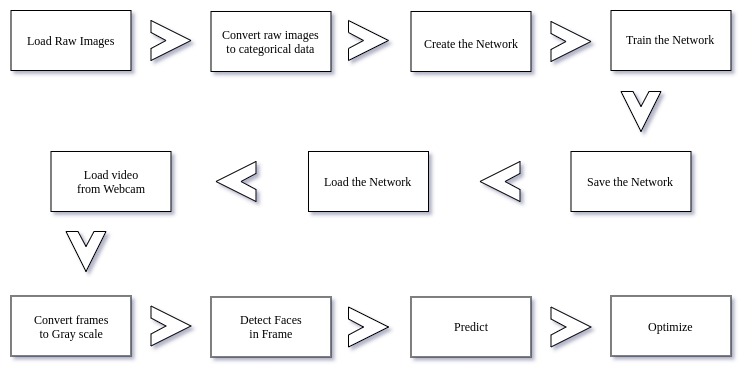 Load Raw Images
Convert raw images
to categorical data
Create the Network
Train the Network
Save the Network
Load the Network
Load video
from Webcam
Convert frames
to Gray scale
Detect Faces
in Frame
Predict
Optimize